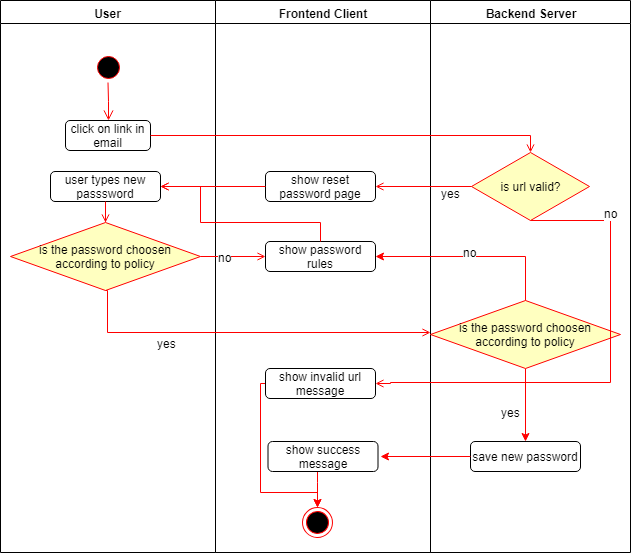 User
Frontend Client
Backend Server
click on link in
email
user types new
passsword
show reset
password page
yes
is url valid?
no
is the password choosen
according to policy
no
show password
rules
no
is the password choosen
according to policy
yes
show invalid url
message
yes
show success
message
save new password